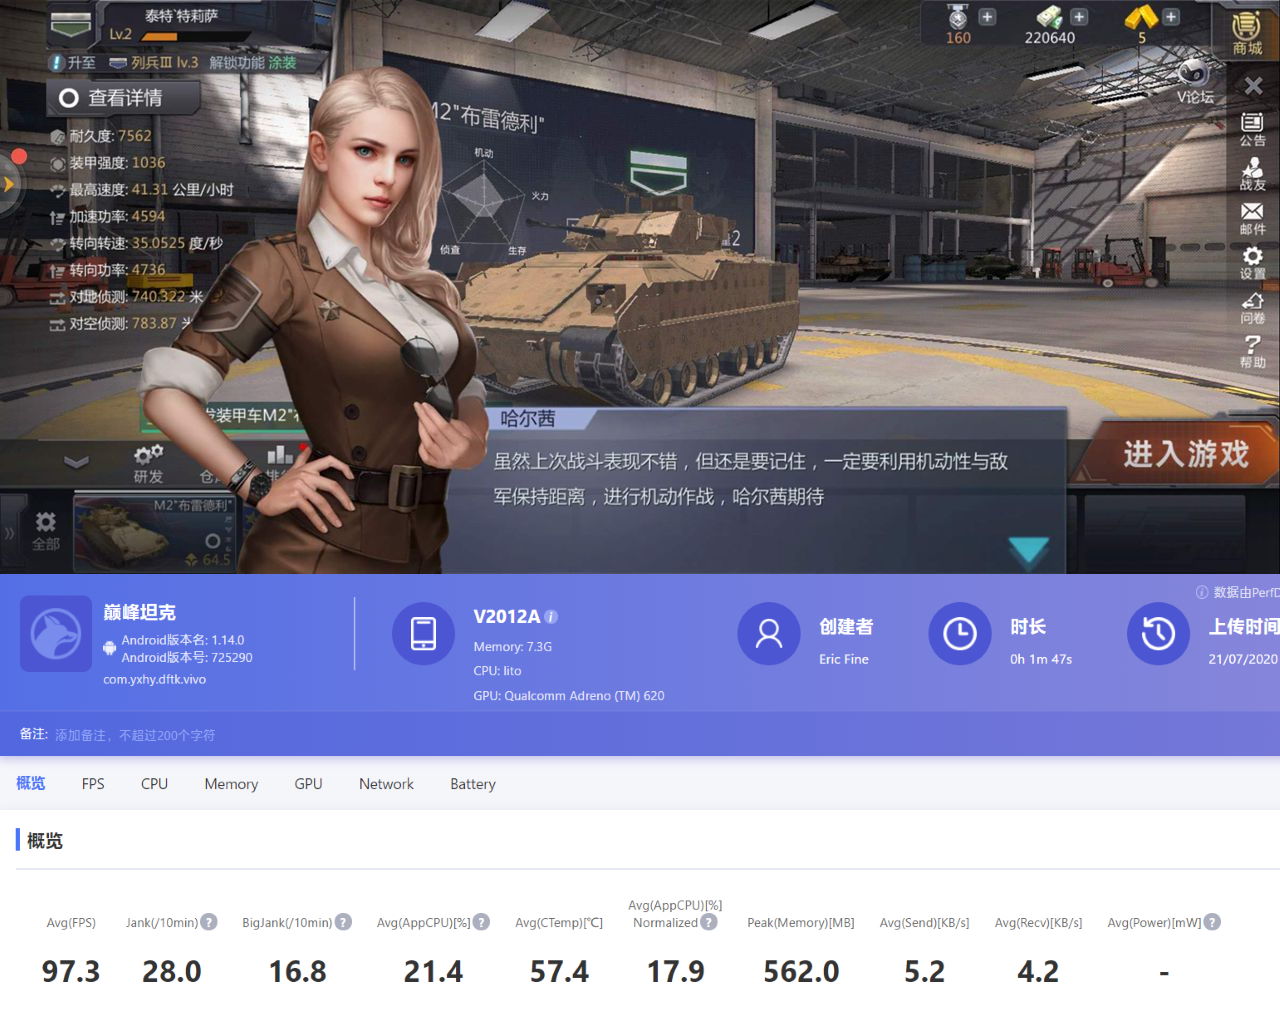 泰特`特莉萨
Lv.2
160
220640
5
商城
升至 列兵III lv.3 解锁功能 涂装
查看详情
V论坛
耐久度: 7562
装甲强度: 1036
最高速度: 41.31 公里/小时
加速功率: 4594
转向转速: 35.0525 度/秒
转向功率: 4736
对地侦测: 740.322 米
对空侦测: 783.87 米
M2"布雷德利"
机动
火力
侦查
生存
2
公告
战友
邮件
设置
问卷
帮助
装甲车M2"
哈尔茜
虽然上次战斗表现不错，但还是要记住，一定要利用机动性与敌
军保持距离，进行机动作战，哈尔茜期待
进入游戏
研发
全部
M2"布雷德利"
64.5
巅峰坦克
Android版本名: 1.14.0
Android版本号: 725290
com.yxhy.dftk.vivo
V2012A
Memory: 7.3G
CPU: lito
GPU: Qualcomm Adreno (TM) 620
创建者
Eric Fine
时长
0h 1m 47s
数据由PerfD
上传时间
21/07/2020
备注: 添加备注，不超过200个字符
概览 FPS CPU Memory GPU Network Battery
概览
Avg(FPS) Jank(/10min) BigJank(/10min) Avg(AppCPU)[%] Avg(CTemp)[℃] Avg(AppCPU)[%] Normalized Peak(Memory)[MB] Avg(Send)[KB/s] Avg(Recv)[KB/s] Avg(Power)[mW]
97.3 28.0 16.8 21.4 57.4 17.9 562.0 5.2 4.2 -